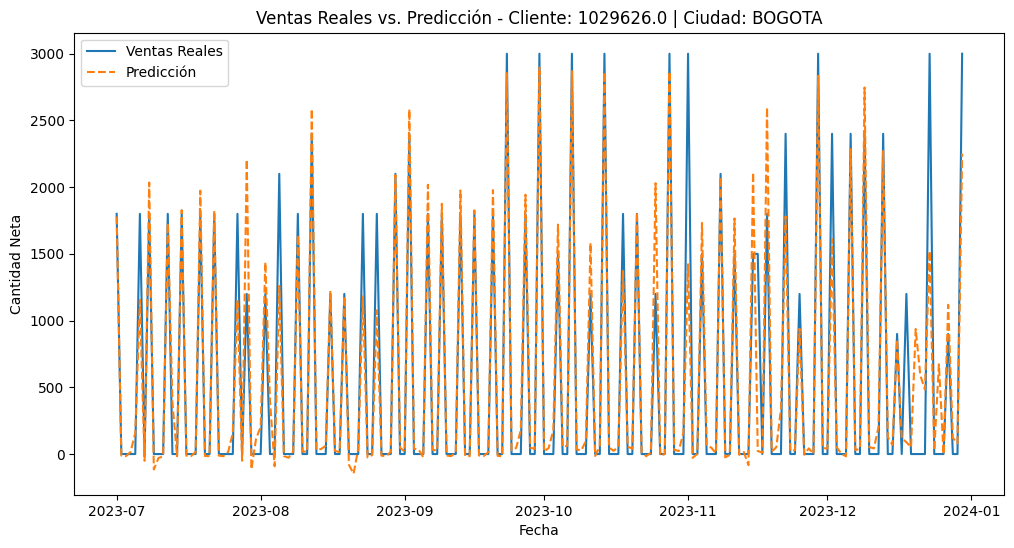 Ventas Reales vs. Predicción - Cliente: 1029626.0 | Ciudad: BOGOTA
Ventas Reales
Predicción
Cantidad Neta
3000
2500
2000
1500
1000
500
0
2023-07
2023-08
2023-09
2023-10
2023-11
2023-12
2024-01
Fecha